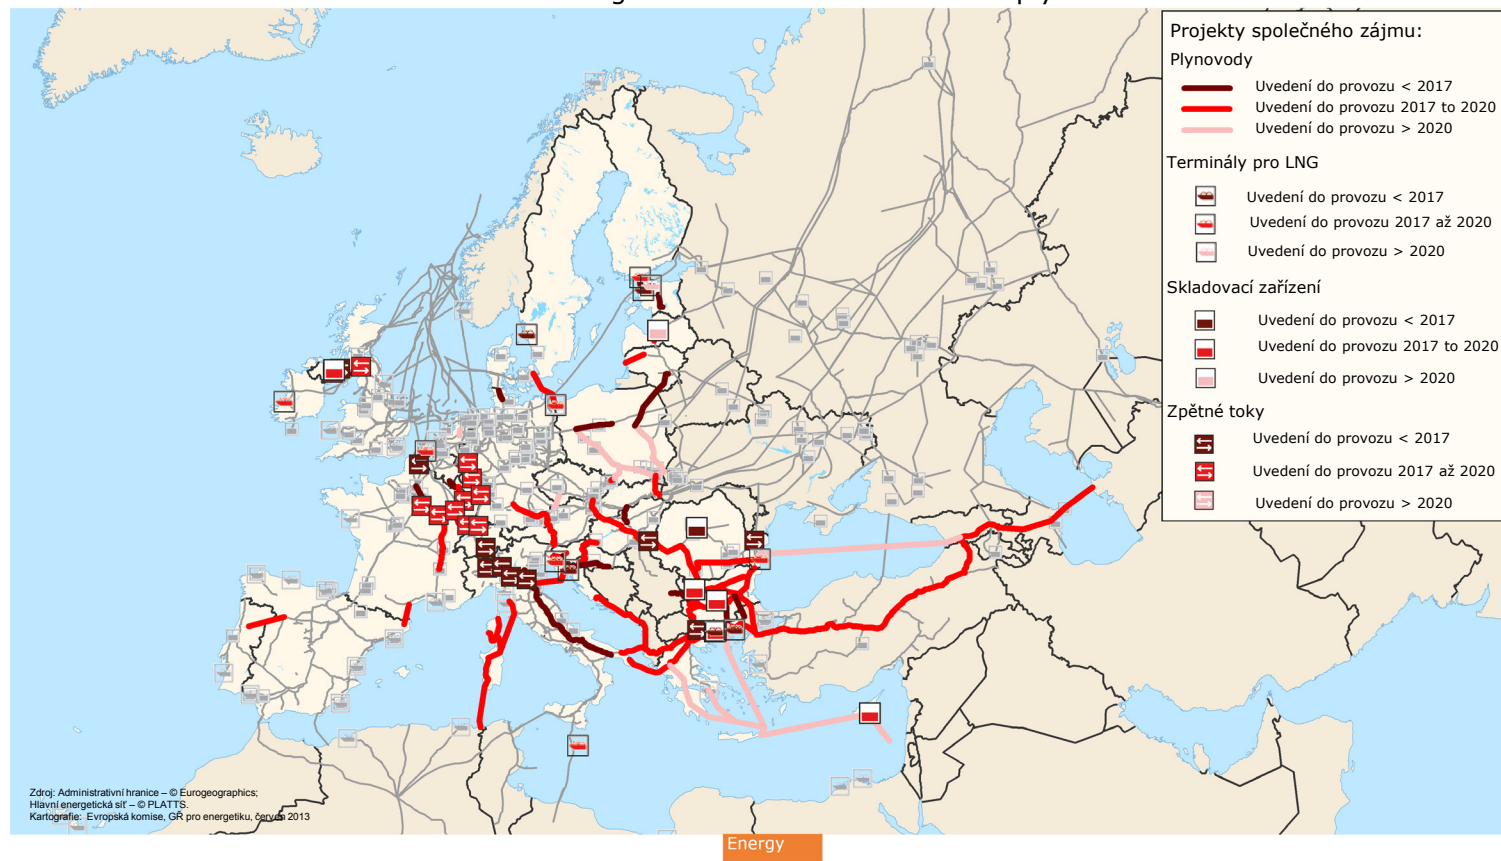 Projekty společného zájmu:
Plynovody
Uvedení do provozu < 2017
Uvedení do provozu 2017 to 2020
Uvedení do provozu > 2020
Terminály pro LNG
Uvedení do provozu < 2017
Uvedení do provozu 2017 až 2020
Uvedení do provozu > 2020
Skladovací zařízení
Uvedení do provozu < 2017
Uvedení do provozu 2017 to 2020
Uvedení do provozu > 2020
Zpětné toky
Uvedení do provozu < 2017
Uvedení do provozu 2017 až 2020
Uvedení do provozu > 2020
Zdroj: Administrativní hranice – © Eurogeographics;
Hlavní energetická síť – © PLATTS.
Kartografie: Evropská komise, GŘ pro energetiku, červen 2013
Energy